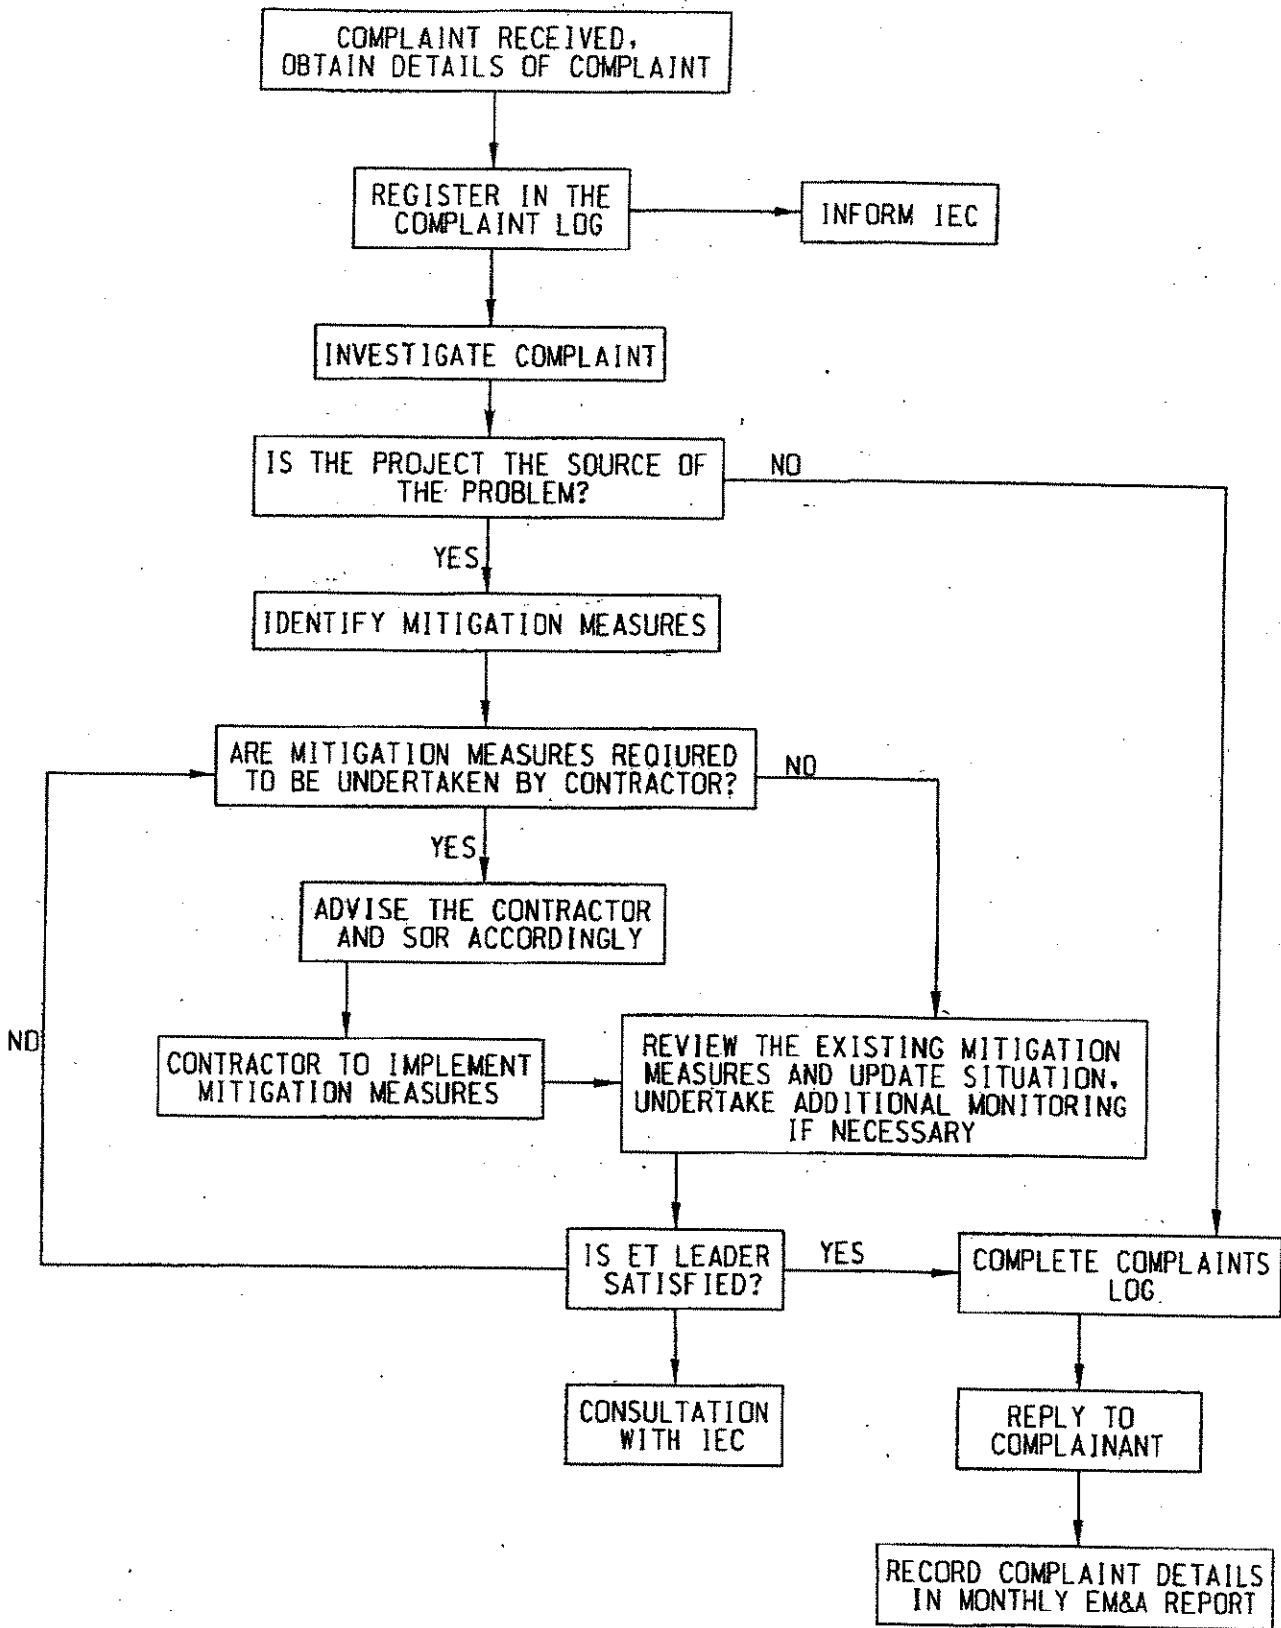 COMPLAINT RECEIVED,
OBTAIN DETAILS OF COMPLAINT
REGISTER IN THE
COMPLAINT LOG
INFORM IEC
INVESTIGATE COMPLAINT
IS THE PROJECT THE SOURCE OF
THE PROBLEM?
NO
YES
IDENTIFY MITIGATION MEASURES
ARE MITIGATION MEASURES REQIURED
TO BE UNDERTAKEN BY CONTRACTOR?
NO
YES
ADVISE THE CONTRACTOR
AND SOR ACCORDINGLY
NO
CONTRACTOR TO IMPLEMENT
MITIGATION MEASURES
REVIEW THE EXISTING MITIGATION
MEASURES AND UPDATE SITUATION,
UNDERTAKE ADDITIONAL MONITORING
IF NECESSARY
IS ET LEADER
SATISFIED?
YES
COMPLETE COMPLAINTS
LOG
CONSULTATION
WITH IEC
REPLY TO
COMPLAINANT
RECORD COMPLAINT DETAILS
IN MONTHLY EM&A REPORT